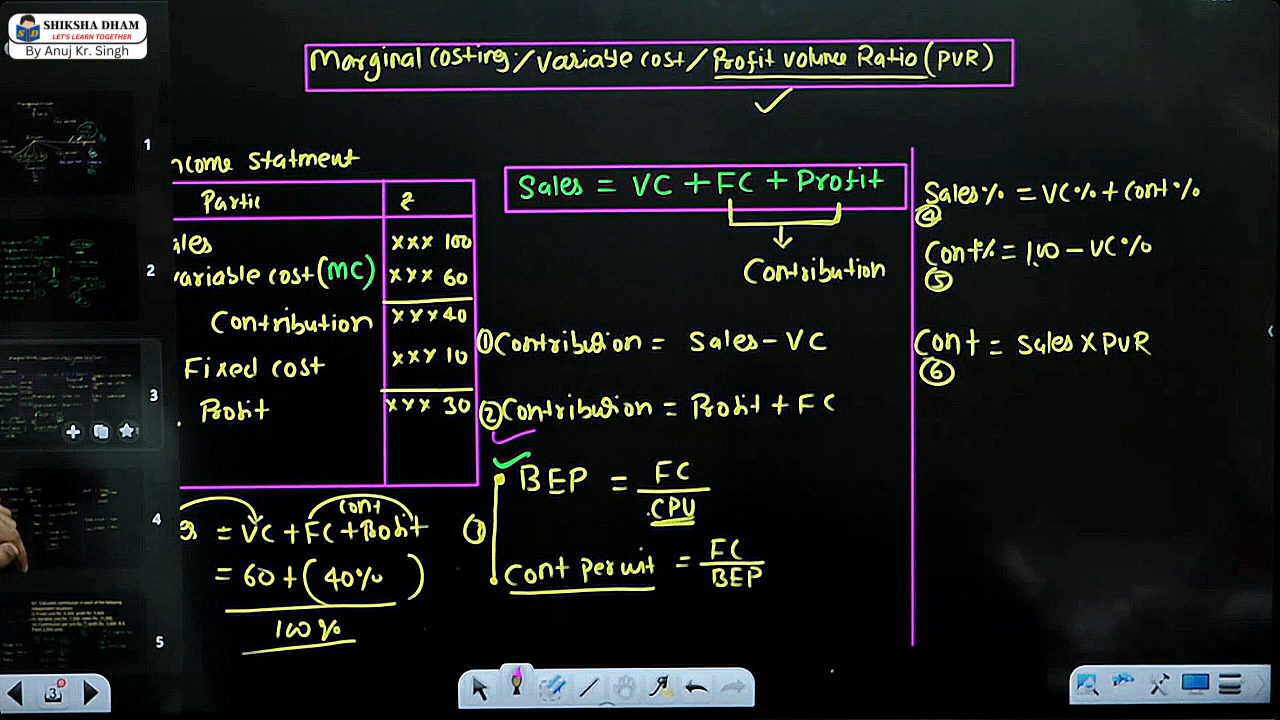 SHIKSHA DHAM
LET'S LEARN TOGETHER
By Anuj Kr. Singh
Marginal costing/variable cost/Profit volume Ratio (PVR)
ncome statment
Partic ₹
ales xxx 100
variable cost (MC) xxx 60
Contribution xxx 40
Fixed cost xxx 10
Profit xxx 30
= VC + FC + Profit
cont
= 60 + (40%)
100%
Sales = VC + FC + Profit
Contribution
① Contribution = Sales - VC
② Contribution = Profit + FC
③ BEP = FC / CPU
Cont per unit = FC / BEP
Sales% = VC% + Cont%
④
Cont% = 100 - VC%
⑤
Cont = Sales x PVR
⑥
1
2
3
4
5
3